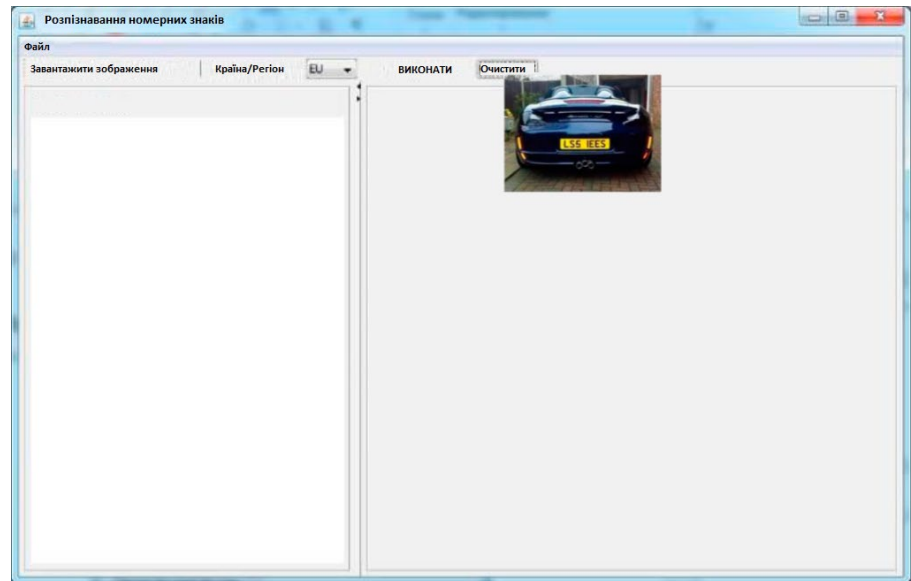 Розпізнавання номерних знаків
Файл
Завантажити зображення Країна/Регіон EU ВИКОНАТИ Очистити
LS5 IEES